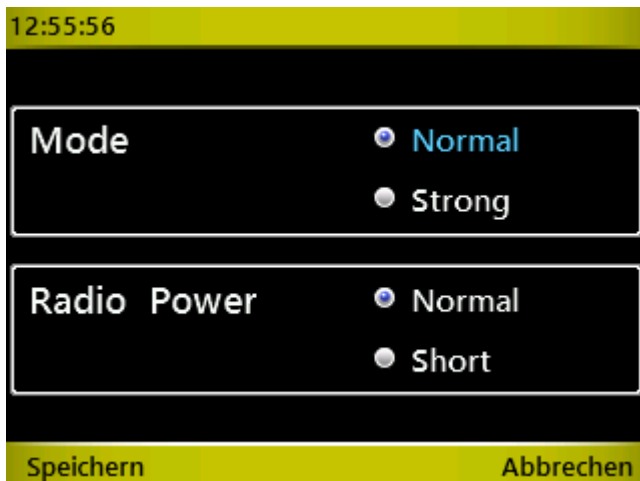 12:55:56
Mode Normal
Strong
Radio Power Normal
Short
Speichern Abbrechen